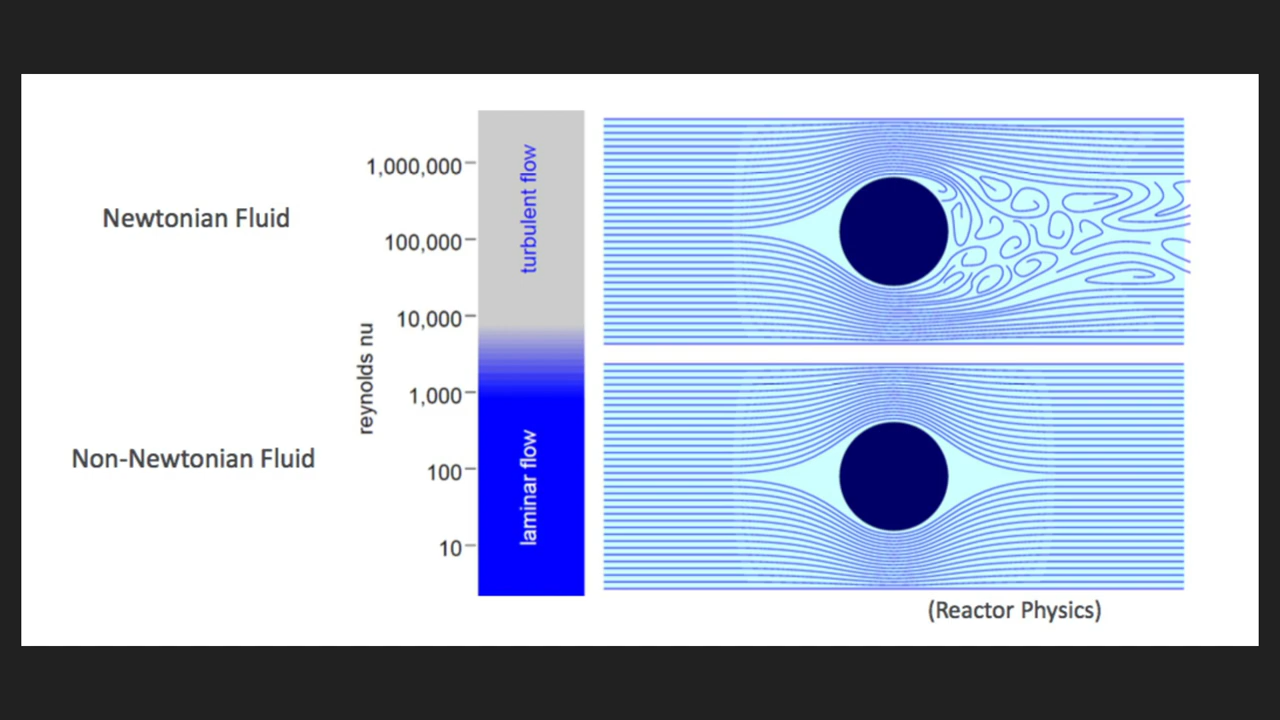 Newtonian Fluid
Non-Newtonian Fluid
reynolds nu
1,000,000
100,000
10,000
1,000
100
10
turbulent flow
laminar flow
(Reactor Physics)